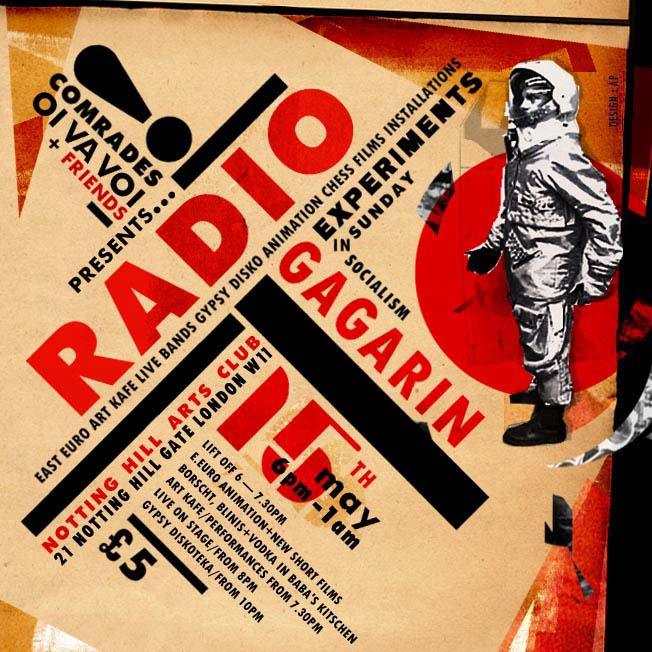 COMRADES
OI VA VOI
+ FRIENDS
PRESENTS...
RADIO
EAST EURO ART KAFE LIVE BANDS GYPSY DISKO ANIMATION CHESS FILMS INSTALLATIONS
EXPERIMENTS
IN SUNDAY
SOCIALISM
GAGARIN
NOTTING HILL ARTS CLUB
21 NOTTING HILL GATE LONDON W11
15TH
may
6pm-1am
£5
LIFT OFF 6 — 7.30PM
E.EURO ANIMATION+NEW SHORT FILMS
BORSCHT, BLINIS+VODKA IN BABA'S KITSCHEN
ART KAFE/PERFORMANCES FROM 7.30PM
LIVE ON STAGE/FROM 8PM
GYPSY DISKOTEKA/FROM 10PM
DESIGN : AP